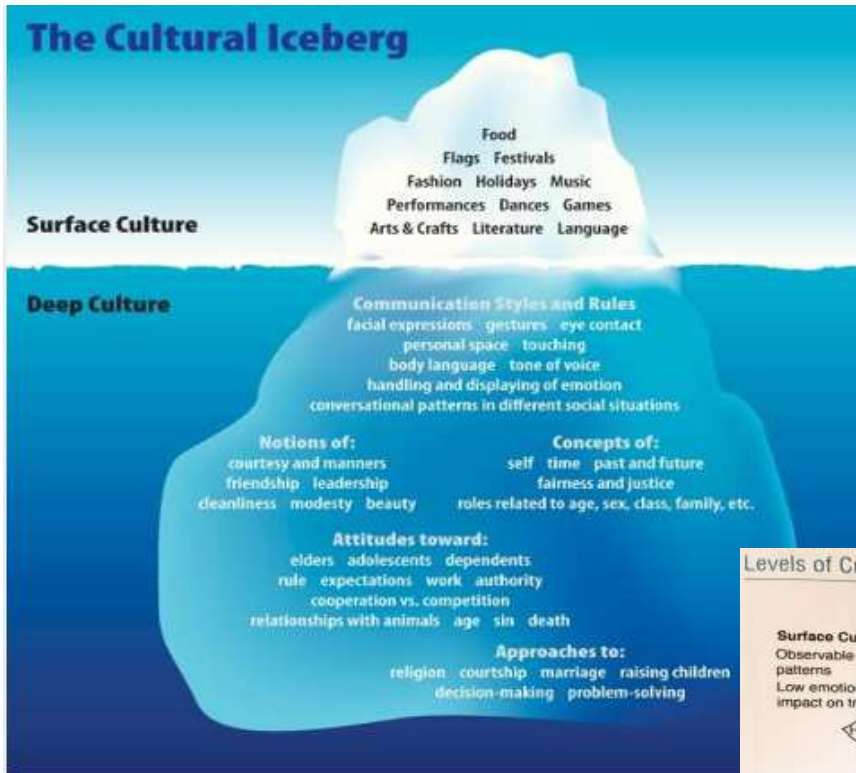 The Cultural Iceberg
Food
Flags Festivals
Fashion Holidays Music
Performances Dances Games
Arts & Crafts Literature Language
Surface Culture
Deep Culture
Communication Styles and Rules
facial expressions gestures eye contact
personal space touching
body language tone of voice
handling and displaying of emotion
conversational patterns in different social situations
Notions of:
courtesy and manners
friendship leadership
cleanliness modesty beauty
Concepts of:
self time past and future
fairness and justice
roles related to age, sex, class, family, etc.
Attitudes toward:
elders adolescents dependents
rule expectations work authority
cooperation vs. competition
relationships with animals age sin death
Approaches to:
religion courtship marriage raising children
decision-making problem-solving
Levels of
Surface
Observable
patterns
Low
impact on